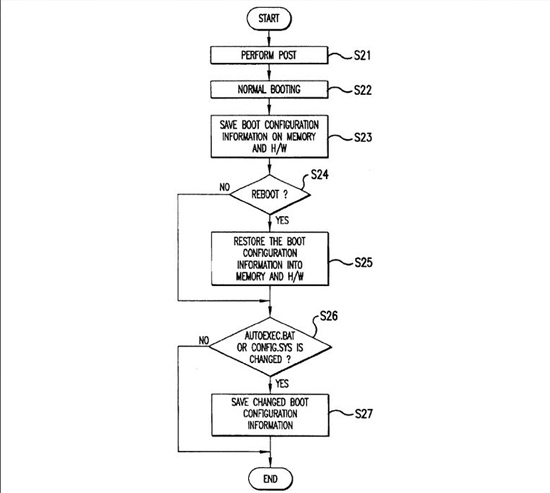 START
PERFORM POST
S21
NORMAL BOOTING
S22
SAVE BOOT CONFIGURATION
INFORMATION ON MEMORY
AND H/W
S23
S24
REBOOT ?
NO
YES
RESTORE THE BOOT
CONFIGURATION
INFORMATION INTO
MEMORY AND H/W
S25
S26
AUTOEXEC.BAT
OR CONFIG.SYS IS
CHANGED ?
NO
YES
SAVE CHANGED BOOT
CONFIGURATION
INFORMATION
S27
END